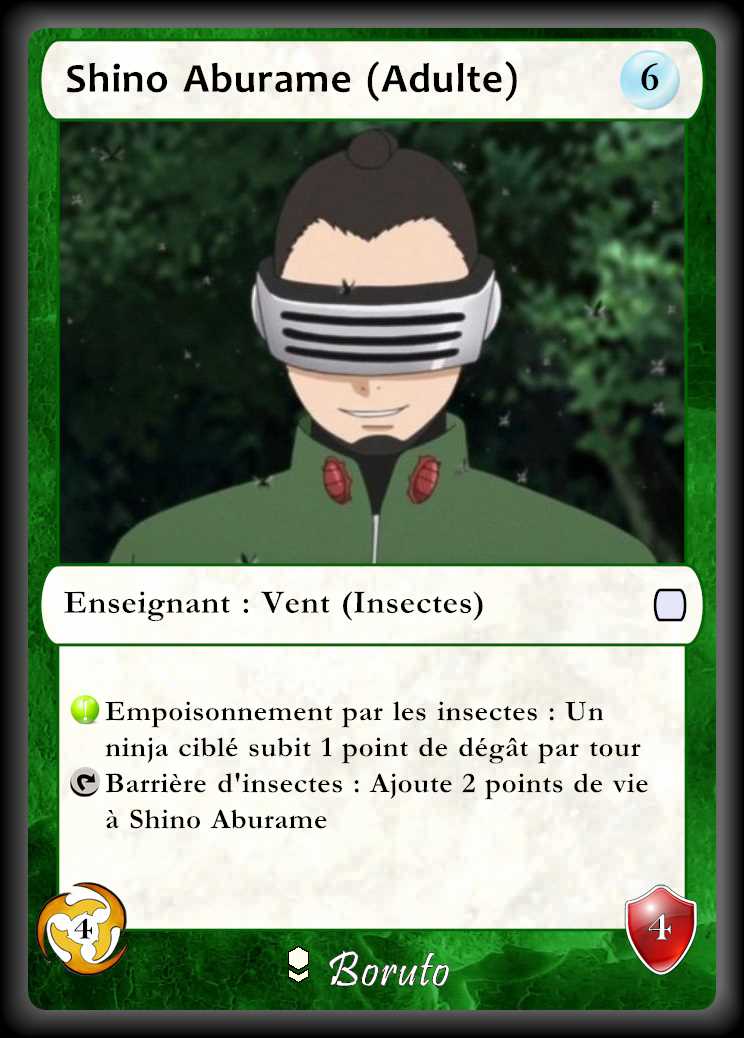 Shino Aburame (Adulte) 6
Enseignant : Vent (Insectes)
Empoisonnement par les insectes : Un
ninja ciblé subit 1 point de dégât par tour
Barrière d'insectes : Ajoute 2 points de vie
à Shino Aburame
4 4
Boruto